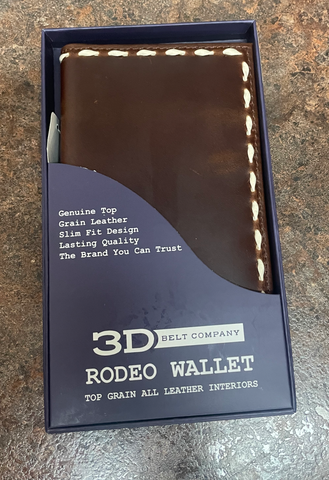 Genuine Top
Grain Leather
Slim Fit Design
Lasting Quality
The Brand You Can Trust
3D BELT COMPANY
RODEO WALLET
TOP GRAIN ALL LEATHER INTERIORS